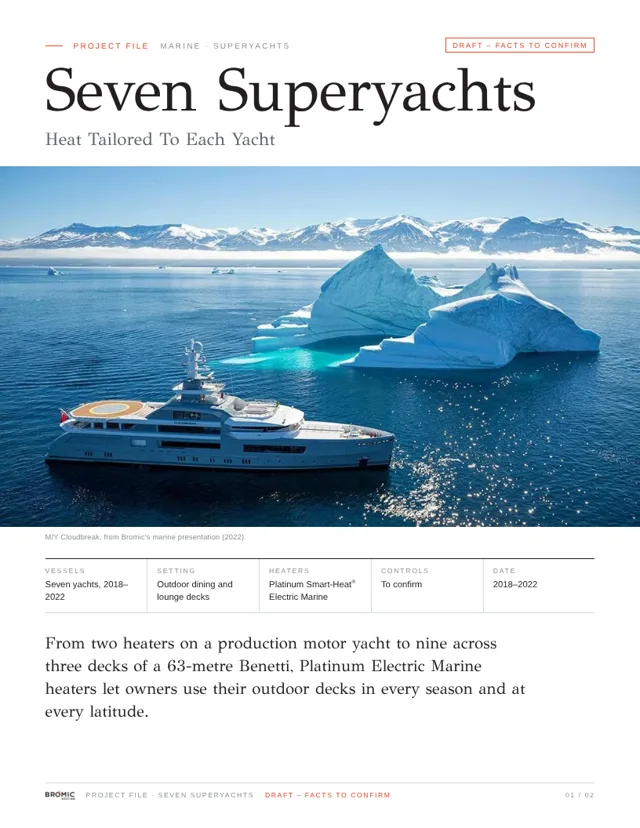 PROJECT FILE MARINE · SUPERYACHTS
DRAFT – FACTS TO CONFIRM
Seven Superyachts
Heat Tailored To Each Yacht
M/Y Cloudbreak, from Bromic's marine presentation (2022).
VESSELS
Seven yachts, 2018–
2022
SETTING
Outdoor dining and
lounge decks
HEATERS
Platinum Smart-Heat®
Electric Marine
CONTROLS
To confirm
DATE
2018–2022
From two heaters on a production motor yacht to nine across
three decks of a 63-metre Benetti, Platinum Electric Marine
heaters let owners use their outdoor decks in every season and at
every latitude.
BROMIC
PROJECT FILE · SEVEN SUPERYACHTS DRAFT – FACTS TO CONFIRM
01 / 02